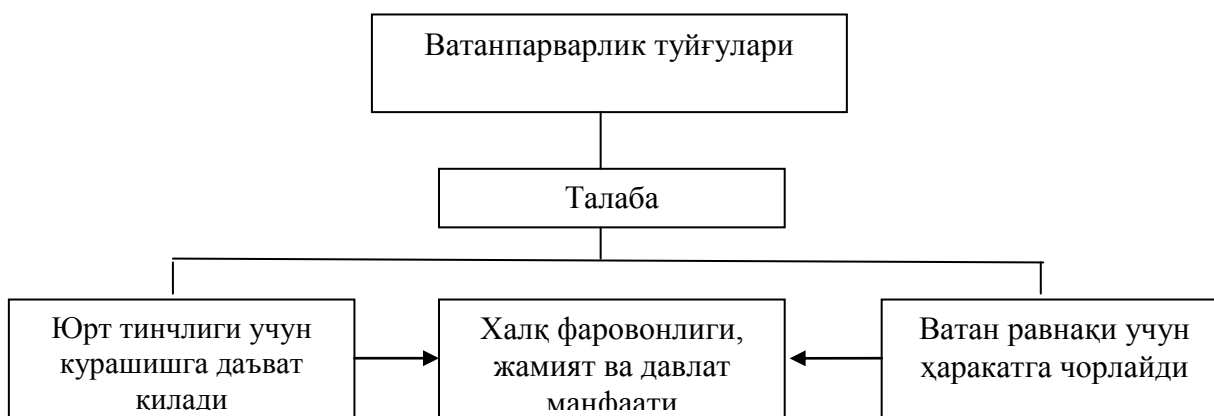 Ватанпарварлик туйғулари
Талаба
Юрт тинчлиги учун
курашишга даъват
қилади
Халқ фаровонлиги,
жамият ва давлат
манфаати
Ватан равнақи учун
ҳаракатга чорлайди